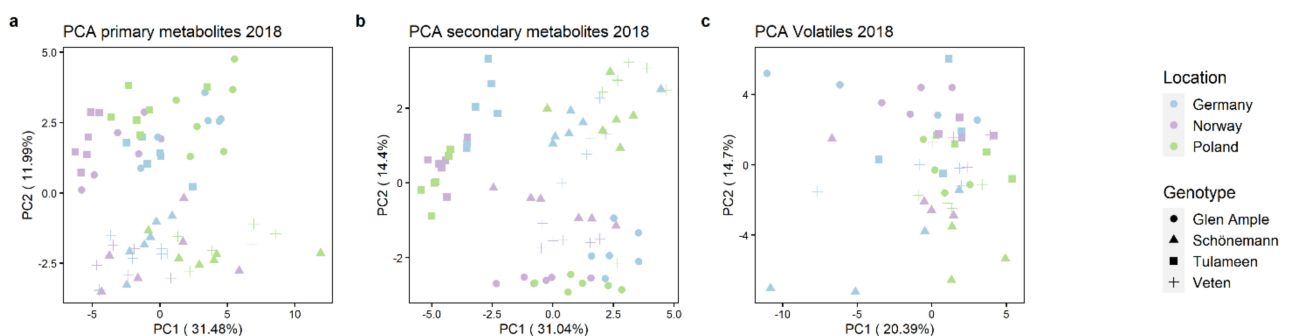 a
PCA primary metabolites 2018
5.0
2.5
0.0
-2.5
PC2 ( 11.99%)
-5
0
5
10
PC1 ( 31.48%)
b
PCA secondary metabolites 2018
2
0
-2
PC2 ( 14.4%)
-5.0
-2.5
0.0
2.5
5.0
PC1 ( 31.04%)
c
PCA Volatiles 2018
4
0
-4
PC2 ( 14.7%)
-10
-5
0
5
PC1 ( 20.39%)
Location
Germany
Norway
Poland
Genotype
Glen Ample
Schönemann
Tulameen
Veten